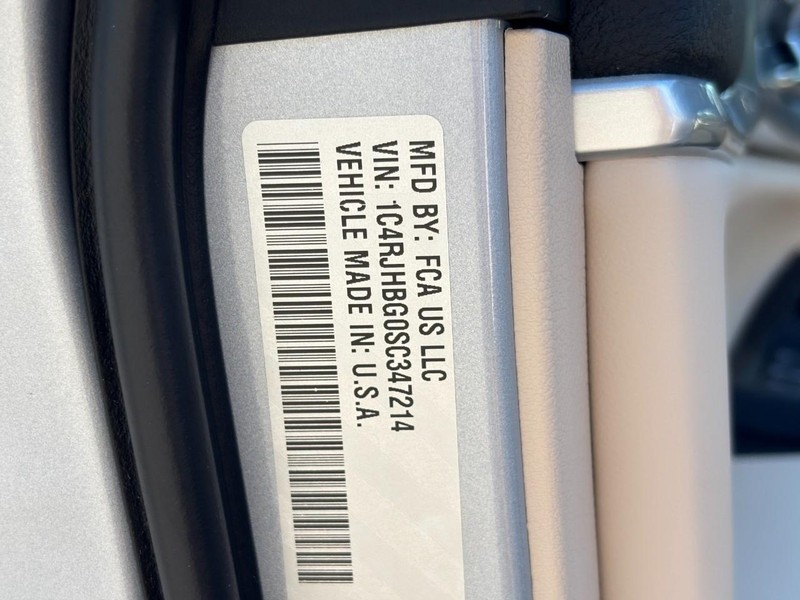 MFD BY: FCA US LLC
VIN: 1C4RJHBG0SC347214
VEHICLE MADE IN: U.S.A.